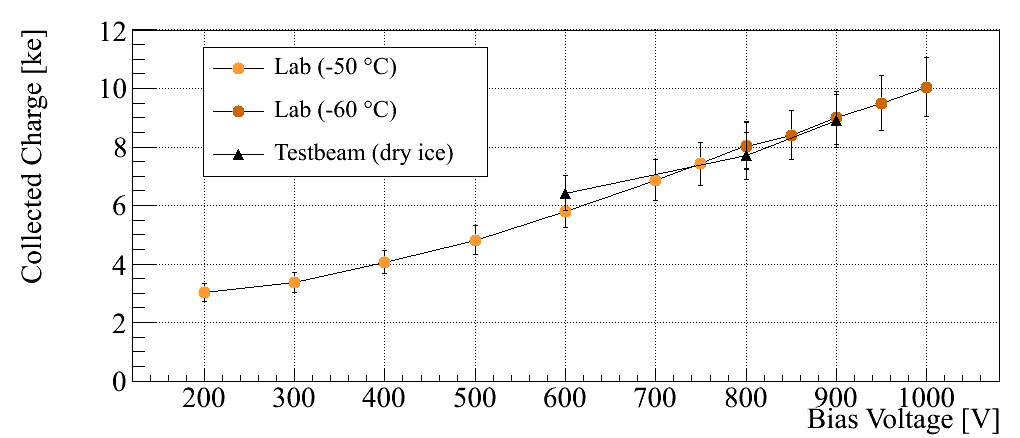 Collected Charge [ke]
12
10
8
6
4
2
0
Lab (-50 °C)
Lab (-60 °C)
Testbeam (dry ice)
200 300 400 500 600 700 800 900 1000
Bias Voltage [V]